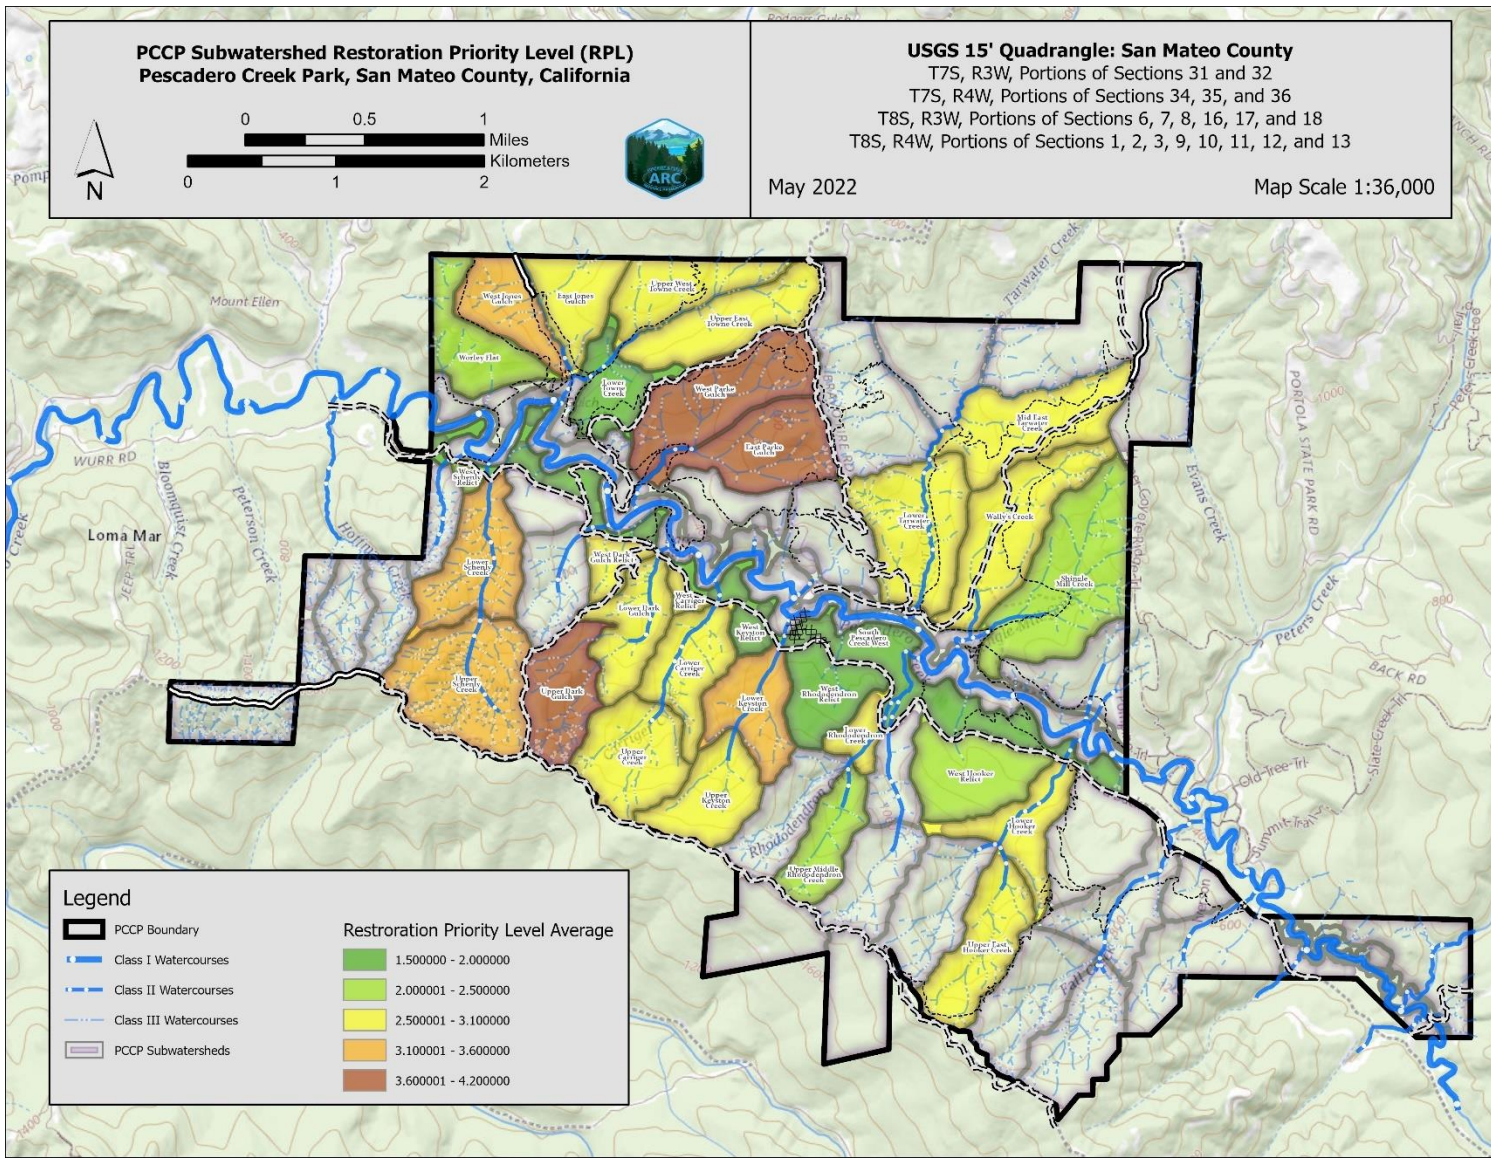 PCCP Subwatershed Restoration Priority Level (RPL)
Pescadero Creek Park, San Mateo County, California
0 0.5 1
Miles
Kilometers
0 1 2
N
ARC
USGS 15' Quadrangle: San Mateo County
T7S, R3W, Portions of Sections 31 and 32
T7S, R4W, Portions of Sections 34, 35, and 36
T8S, R3W, Portions of Sections 6, 7, 8, 16, 17, and 18
T8S, R4W, Portions of Sections 1, 2, 3, 9, 10, 11, 12, and 13
May 2022
Map Scale 1:36,000
Pomp
Tarwater Creek
Mount Ellen
West Jones
Gulch
East Jones
Gulch
Upper West
Towne Creek
Upper East
Towne Creek
Worley Flat
Lower
Towne
Creek
West Parke
Gulch
East Parke
Gulch
Mid East
Tarwater
Creek
PORTOLA STATE PARK RD
1000
WURR RD
Bloomquist Creek
Peterson Creek
Loma Mar
JEEP TRL
800
West
Schenly
Relict
Lower
Schenly
Creek
Lower
Tarwater
Creek
Wally's Creek
Evans Creek
Shingle
Mill Creek
Peters Creek
800
West Dark
Gulch Relict
Lower Dark
Gulch
West
Carriger
Relict
West
Keyston
Relict
South
Pescadero
Creek West
BACK RD
Upper
Schenly
Creek
Upper Dark
Gulch
Lower
Carriger
Creek
Lower
Keyston
Creek
West
Rhododendron
Relict
Lower
Rhododendron
Creek
Upper
Carriger
Creek
Upper
Keyston
Creek
West Hooker
Relict
Old-Tree-Trl
Slate-Creek-Trl
Rhododendron
Lower
Hooker
Creek
Upper Middle
Rhododendron
Creek
Upper East
Hooker Creek
600
Legend
PCCP Boundary
Class I Watercourses
Class II Watercourses
Class III Watercourses
PCCP Subwatersheds
Restroration Priority Level Average
1.500000 - 2.000000
2.000001 - 2.500000
2.500001 - 3.100000
3.100001 - 3.600000
3.600001 - 4.200000